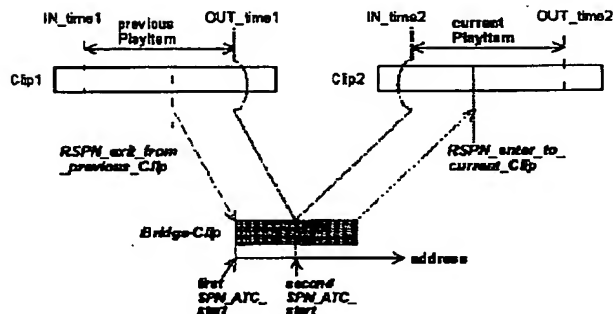 IN_time1
previous
PlayItem
OUT_time1
IN_time2
current
PlayItem
OUT_time2
Clip1
Clip2
RSPN_exit_from
_previous_Clip
RSPN_enter_to_
current_Clip
Bridge-Clip
address
first
SPN_ATC_
start
second
SPN_ATC_
start